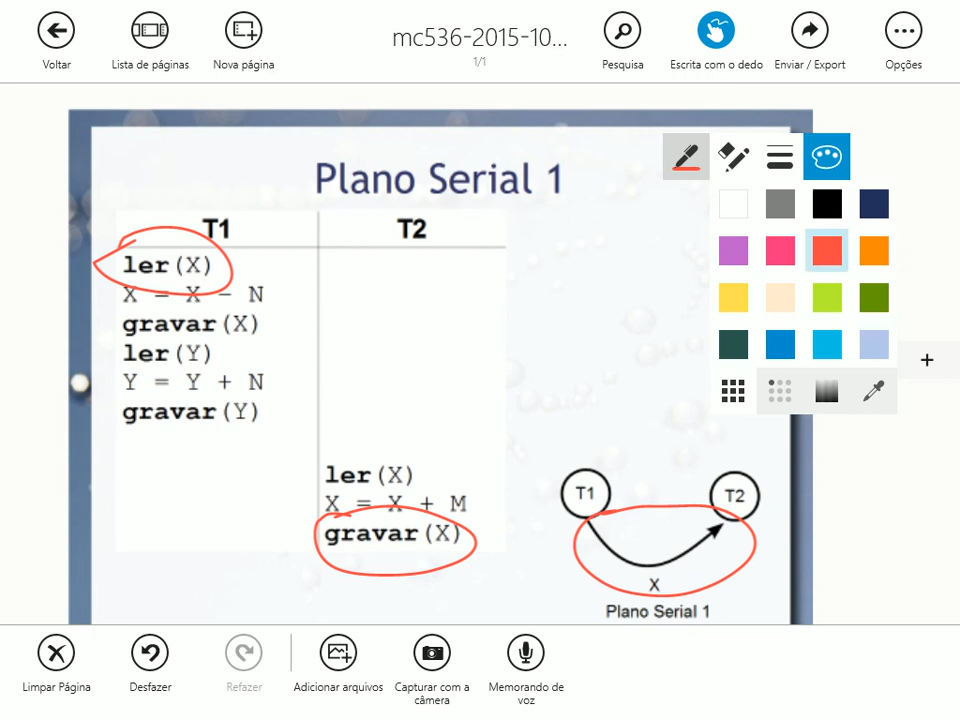 Voltar
Lista de páginas
Nova página
mc536-2015-10...
1/1
Pesquisa
Escrita com o dedo
Enviar / Export
Opções
Plano Serial 1
T1 T2
ler(X)
X = X - N
gravar(X)
ler(Y)
Y = Y + N
gravar(Y)
ler(X)
X = X + M
gravar(X)
T1 T2
X
Plano Serial 1
+
Limpar Página
Desfazer
Refazer
Adicionar arquivos
Capturar com a
câmera
Memorando de
voz